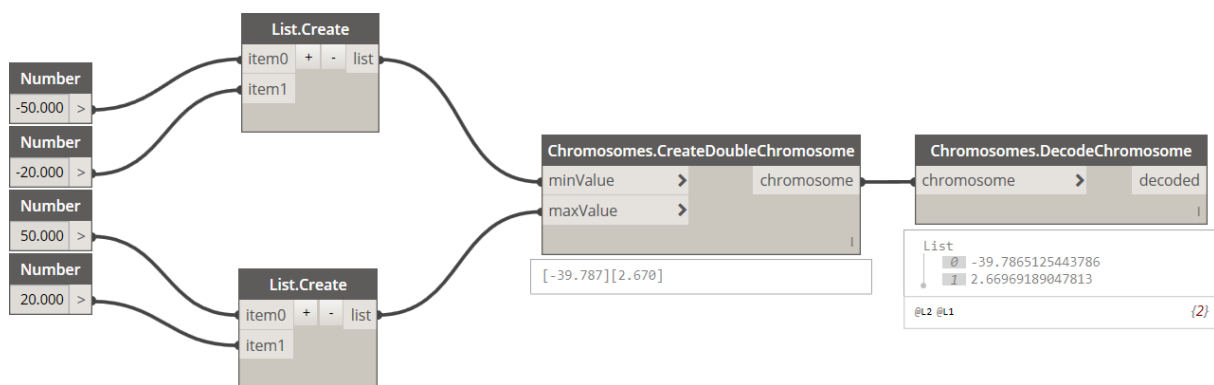 List.Create
item0 + - list
item1
Number
-50.000 >
Number
-20.000 >
Number
50.000 >
Number
20.000 >
List.Create
item0 + - list
item1
Chromosomes.CreateDoubleChromosome
minValue > chromosome
maxValue >
l
[-39.787][2.670]
Chromosomes.DecodeChromosome
chromosome > decoded
l
List
0 -39.7865125443786
1 2.66969189047813
@L2 @L1 {2}